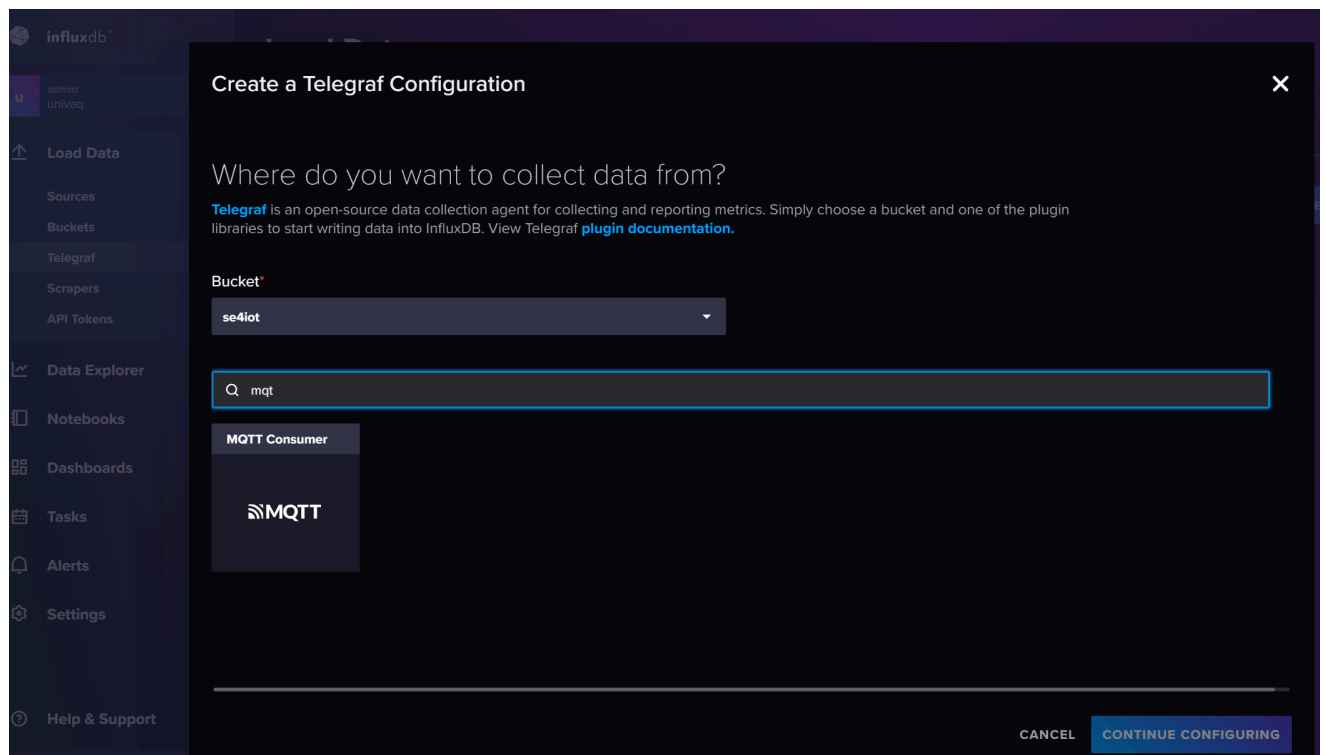 influxdb
admin
univaq
u
Load Data
Sources
Buckets
Telegraf
Scrapers
API Tokens
Data Explorer
Notebooks
Dashboards
Tasks
Alerts
Settings
Help & Support
Create a Telegraf Configuration
Where do you want to collect data from?
Telegraf is an open-source data collection agent for collecting and reporting metrics. Simply choose a bucket and one of the plugin
libraries to start writing data into InfluxDB. View Telegraf plugin documentation.
Bucket*
se4iot
mqt
MQTT Consumer
MQTT
CANCEL CONTINUE CONFIGURING